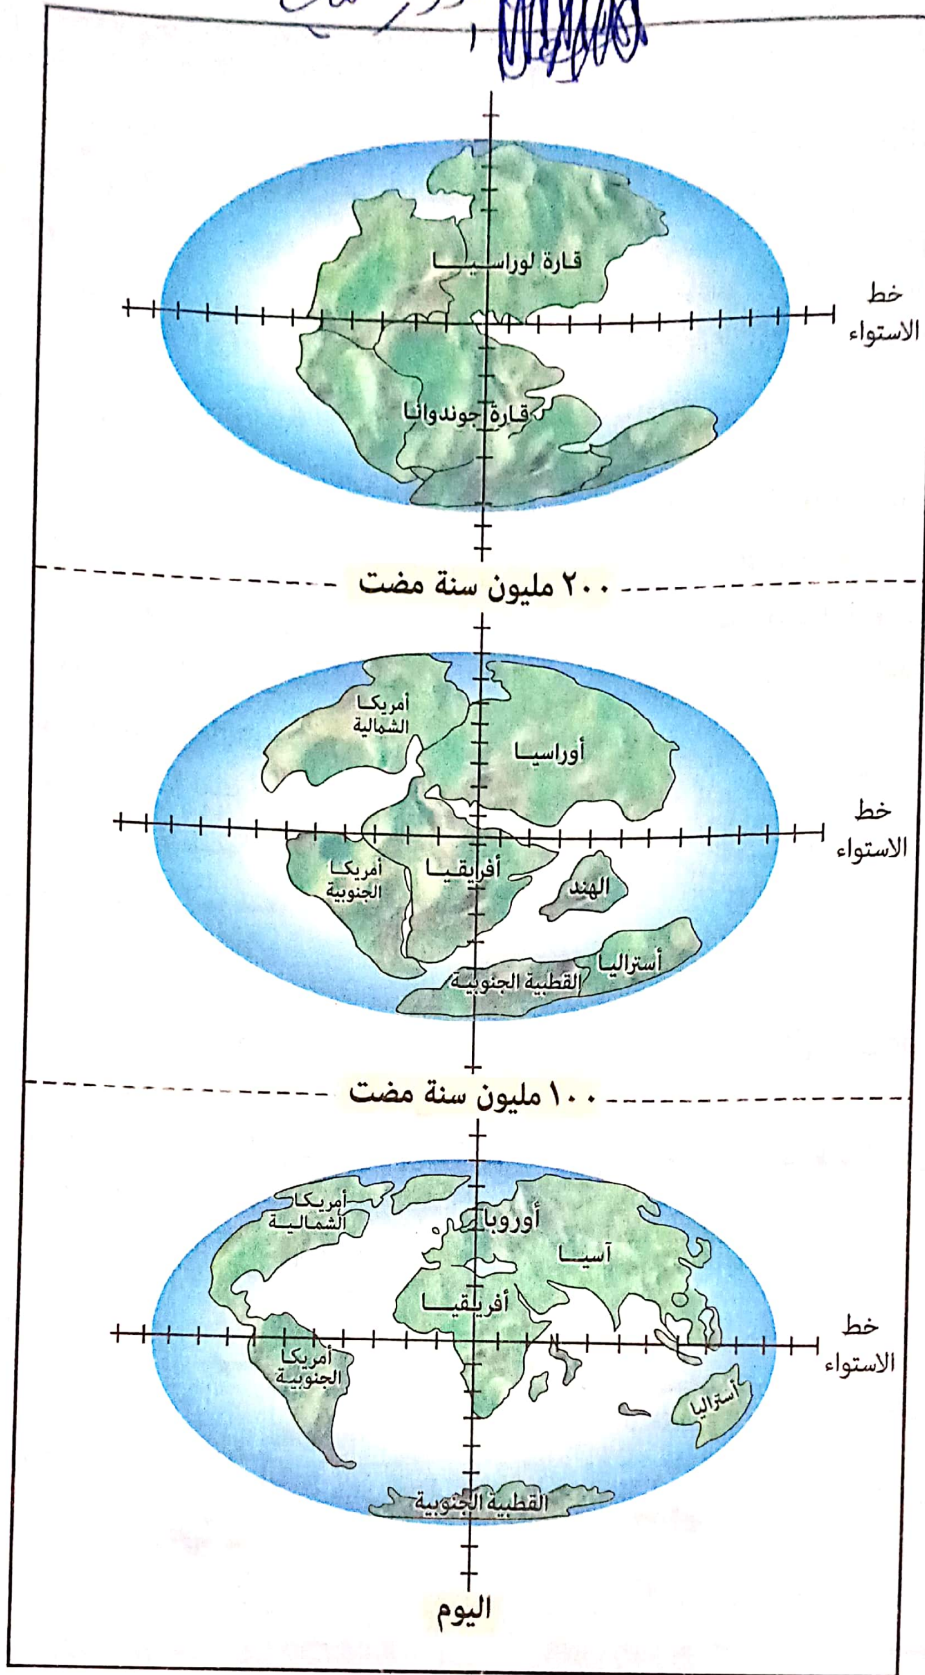 قارة لوراسيا
خط
الاستواء
قارة جوندوانا
٢٠٠ مليون سنة مضت
أمريكا
الشمالية
أوراسيا
خط
الاستواء
أمريكا
الجنوبية
أفريقيا
الهند
أستراليا
القطبية الجنوبية
١٠٠ مليون سنة مضت
أمريكا
الشمالية
أوروبا
آسيا
أفريقيا
خط
الاستواء
أمريكا
الجنوبية
أستراليا
القطبية الجنوبية
اليوم